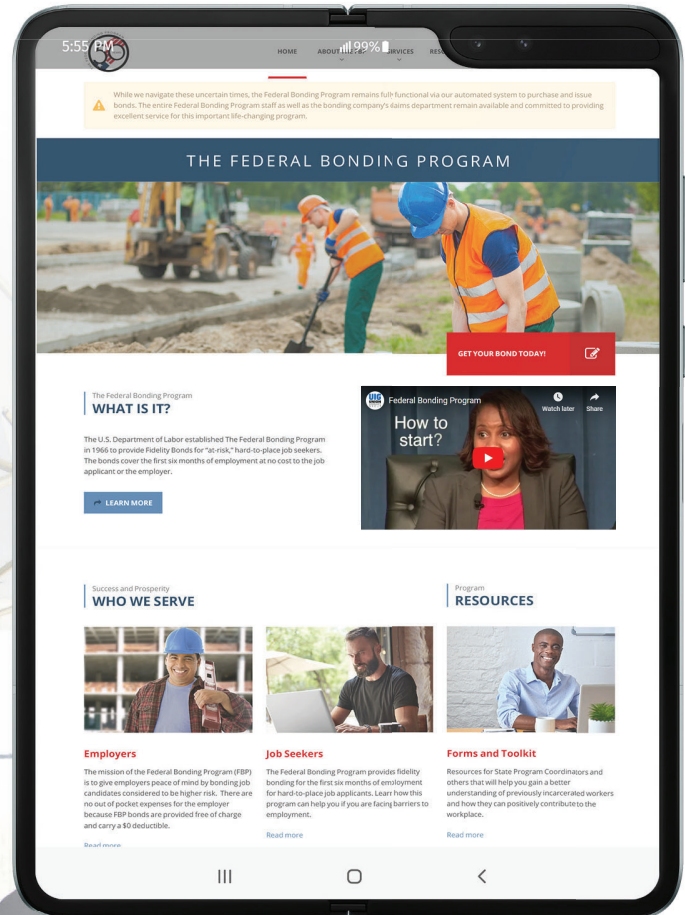 5:55 PM
99%
HOME
ABOUT THE FBP
SERVICES
While we navigate these uncertain times, the Federal Bonding Program remains fully functional via our automated system to purchase and issue
bonds. The entire Federal Bonding Program staff as well as the bonding company's claims department remain available and committed to providing
excellent service for this important life-changing program.
THE FEDERAL BONDING PROGRAM
GET YOUR BOND TODAY!
The Federal Bonding Program
WHAT IS IT?
The U.S. Department of Labor established The Federal Bonding Program
in 1966 to provide Fidelity Bonds for "at-risk," hard-to-place job seekers.
The bonds cover the first six months of employment at no cost to the job
applicant or the employer.
LEARN MORE
UIG
Federal Bonding Program
Watch later
Share
How to
start?
Success and Prosperity
WHO WE SERVE
Employers
The mission of the Federal Bonding Program (FBP)
is to give employers peace of mind by bonding job
candidates considered to be higher risk. There are
no out of pocket expenses for the employer
because FBP bonds are provided free of charge
and carry a $0 deductible.
Read more
Job Seekers
The Federal Bonding Program provides fidelity
bonding for the first six months of employment
for hard-to-place job applicants. Learn how this
program can help you if you are facing barriers to
employment.
Read more
Program
RESOURCES
Forms and Toolkit
Resources for State Program Coordinators and
others that will help you gain a better
understanding of previously incarcerated workers
and how they can positively contribute to the
workplace.
Read more